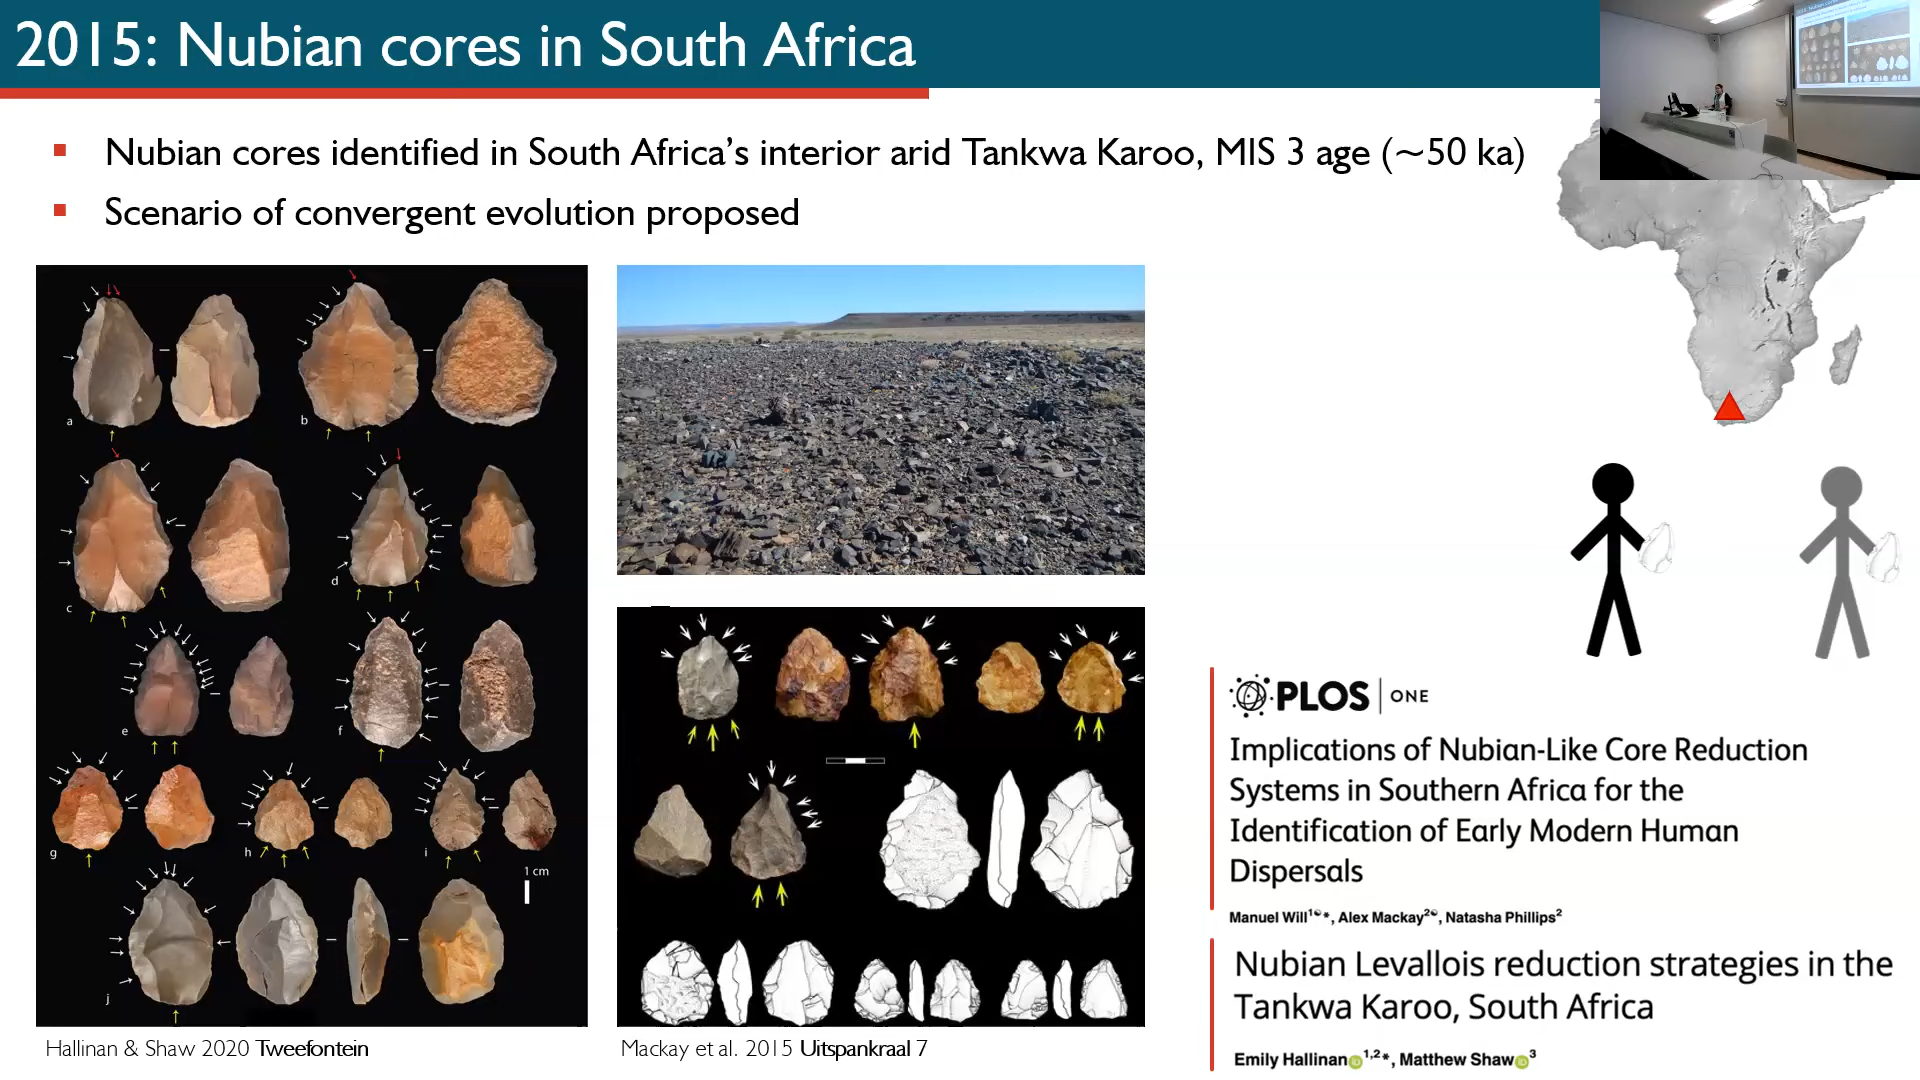 2015: Nubian cores in South Africa
Nubian cores identified in South Africa's interior arid Tankwa Karoo, MIS 3 age (~50 ka)
Scenario of convergent evolution proposed
a
b
c
d
e
f
g
h
i
j
1 cm
Hallinan & Shaw 2020 Tweefontein
Mackay et al. 2015 Uitspankraal 7
PLOS | ONE
Implications of Nubian-Like Core Reduction
Systems in Southern Africa for the
Identification of Early Modern Human
Dispersals
Manuel Will1*, Alex Mackay2, Natasha Phillips2
Nubian Levallois reduction strategies in the
Tankwa Karoo, South Africa
Emily Hallinan 1,2*, Matthew Shaw 3